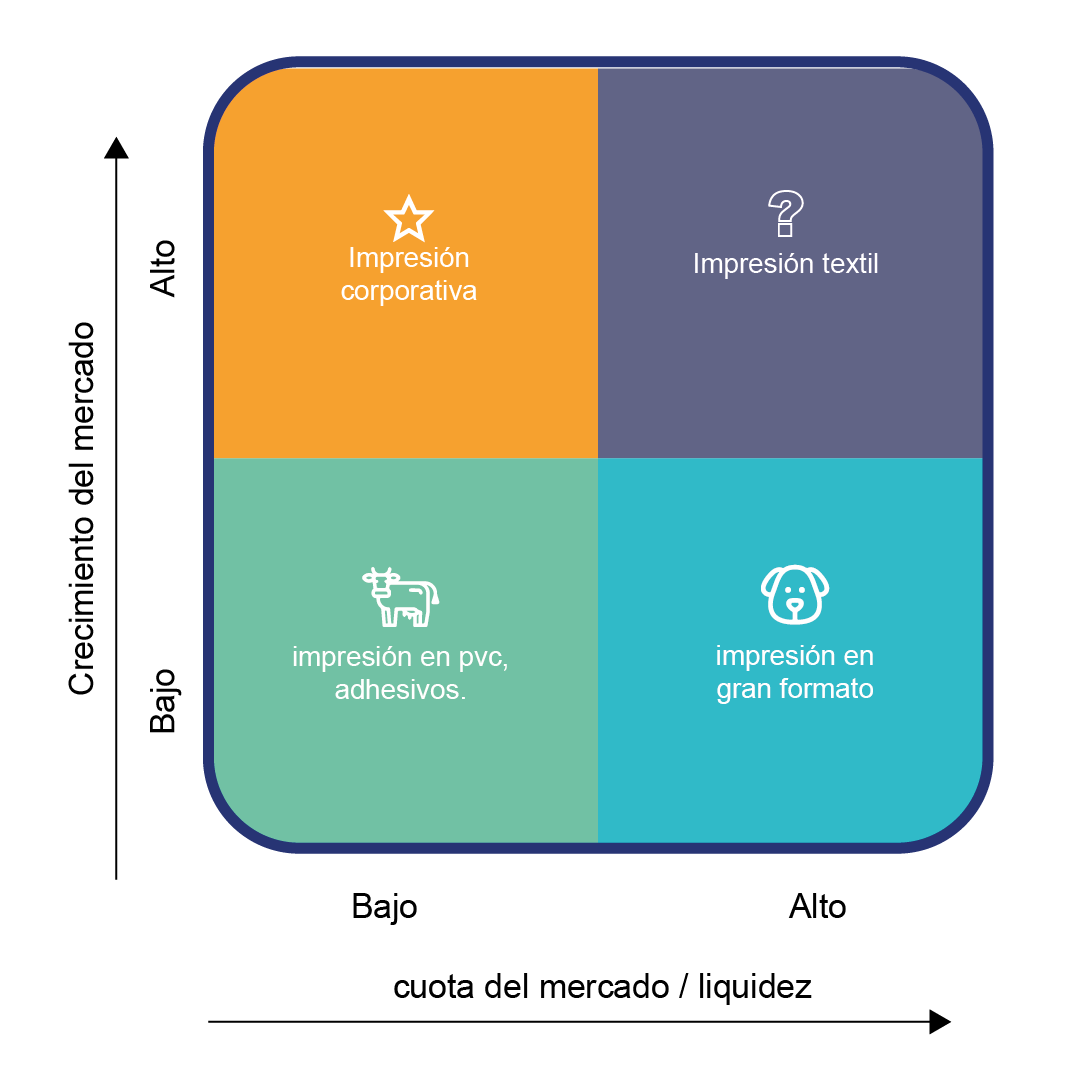 Crecimiento del mercado
Alto
Bajo
Impresión
corporativa
?
Impresión textil
impresión en pvc,
adhesivos.
impresión en
gran formato
Bajo
Alto
cuota del mercado / liquidez